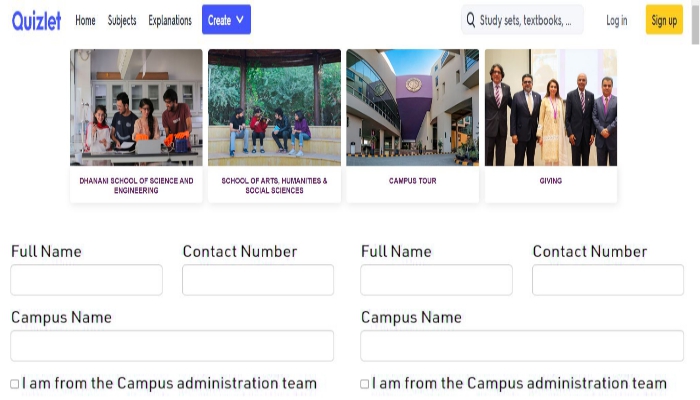 Quizlet Home Subjects Explanations Create Study sets, textbooks, ... Log in Sign up
DHANANI SCHOOL OF SCIENCE AND
ENGINEERING
SCHOOL OF ARTS, HUMANITIES &
SOCIAL SCIENCES
CAMPUS TOUR
GIVING
Full Name Contact Number Full Name Contact Number
Campus Name Campus Name
I am from the Campus administration team I am from the Campus administration team